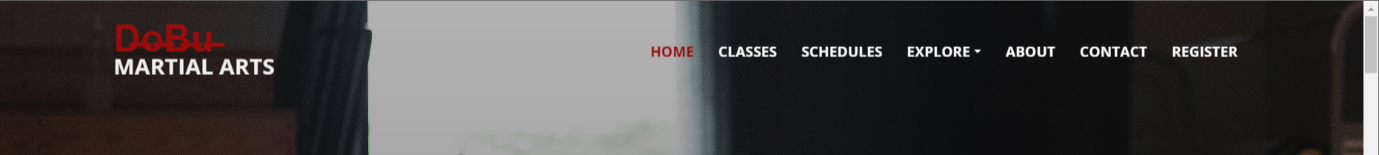 DoBu
MARTIAL ARTS
HOME CLASSES SCHEDULES EXPLORE ABOUT CONTACT REGISTER